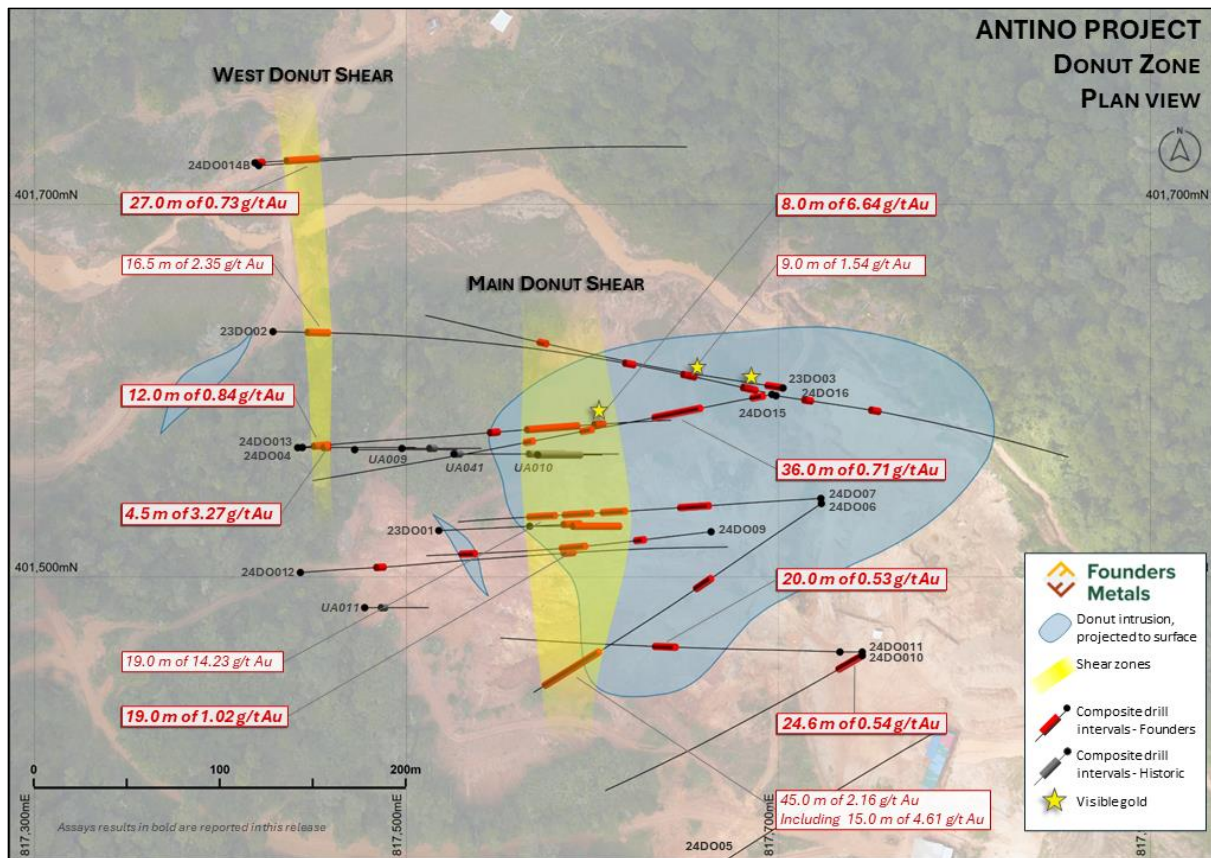 ANTINO PROJECT
DONUT ZONE
PLAN VIEW
WEST DONUT SHEAR
N
24DO014B
401,700mN
401,700mN
27.0 m of 0.73 g/t Au
8.0 m of 6.64 g/t Au
16.5 m of 2.35 g/t Au
9.0 m of 1.54 g/t Au
MAIN DONUT SHEAR
23DO02
23DO03
24DO16
24DO15
12.0 m of 0.84 g/t Au
24DO013
24DO04
UA009
UA041
UA010
36.0 m of 0.71 g/t Au
4.5 m of 3.27 g/t Au
24DO07
24DO06
23DO01
24DO09
24DO012
401,500mN
20.0 m of 0.53 g/t Au
UA011
19.0 m of 14.23 g/t Au
24DO011
24DO010
19.0 m of 1.02 g/t Au
24.6 m of 0.54 g/t Au
45.0 m of 2.16 g/t Au
Including 15.0 m of 4.61 g/t Au
24DO05
Founders
Metals
Donut intrusion,
projected to surface
Shear zones
Composite drill
intervals - Founders
Composite drill
intervals - Historic
Visible gold
0
100
200m
Assays results in bold are reported in this release
817,300mE
817,500mE
817,700mE